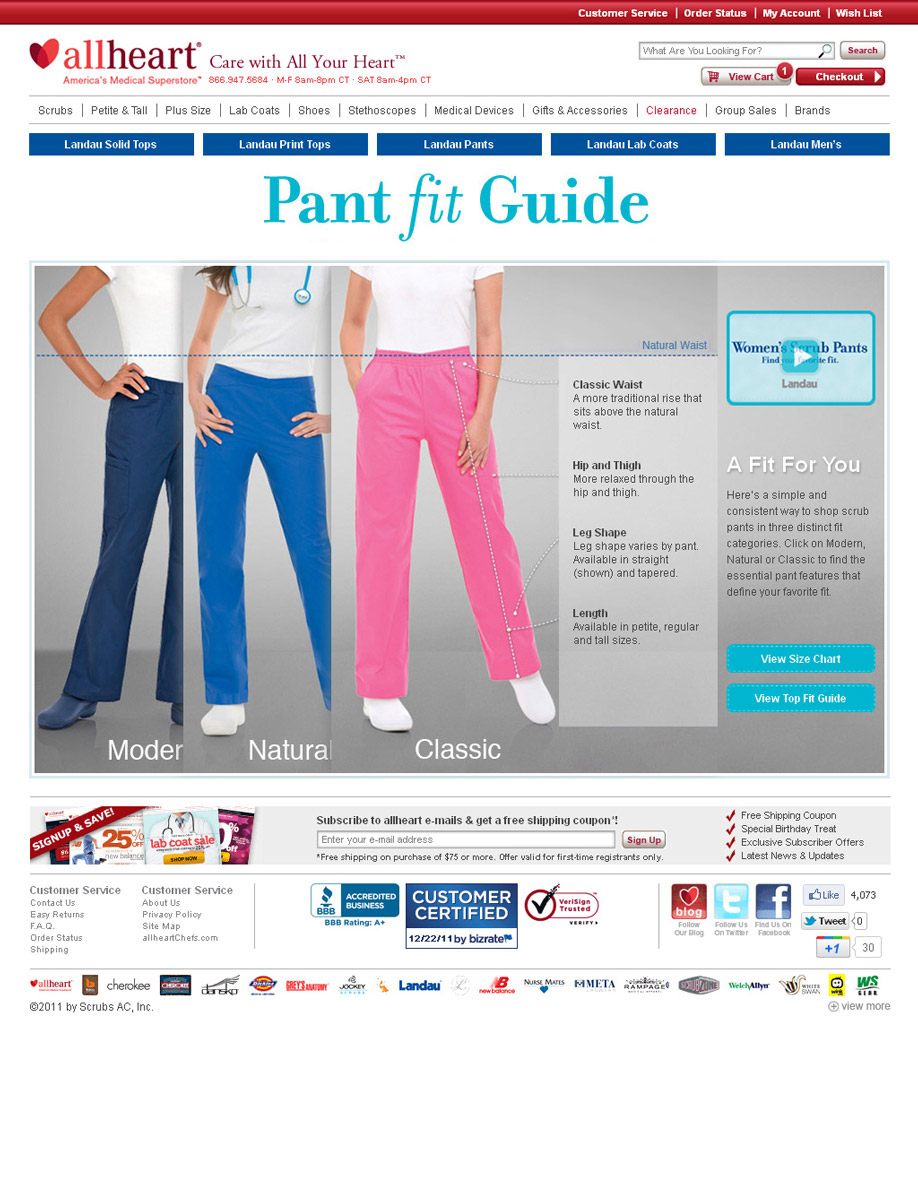 Customer Service | Order Status | My Account | Wish List
allheart® Care with All Your Heart™
America's Medical Superstore™ 866.947.5684 · M-F 8am-8pm CT · SAT 8am-4pm CT
What Are You Looking For? Search
View Cart 1 Checkout
Scrubs | Petite & Tall | Plus Size | Lab Coats | Shoes | Stethoscopes | Medical Devices | Gifts & Accessories | Clearance | Group Sales | Brands
Landau Solid Tops Landau Print Tops Landau Pants Landau Lab Coats Landau Men's
Pant fit Guide
Natural Waist
Classic Waist
A more traditional rise that
sits above the natural
waist.
Hip and Thigh
More relaxed through the
hip and thigh.
Leg Shape
Leg shape varies by pant.
Available in straight
(shown) and tapered.
Length
Available in petite, regular
and tall sizes.
Moder
Natural
Classic
Women's Scrub Pants
Find your favorite fit.
Landau
A Fit For You
Here's a simple and
consistent way to shop scrub
pants in three distinct fit
categories. Click on Modern,
Natural or Classic to find the
essential pant features that
define your favorite fit.
View Size Chart
View Top Fit Guide
SIGNUP & SAVE!
25% OFF
new balance
lab coat sale
SHOP NOW
Subscribe to allheart e-mails & get a free shipping coupon*!
Enter your e-mail address Sign Up
*Free shipping on purchase of $75 or more. Offer valid for first-time registrants only.
Free Shipping Coupon
Special Birthday Treat
Exclusive Subscriber Offers
Latest News & Updates
Customer Service
Contact Us
Easy Returns
F.A.Q.
Order Status
Shipping
Customer Service
About Us
Privacy Policy
Site Map
allheartChefs.com
BBB ACCREDITED BUSINESS
BBB Rating: A+
CUSTOMER CERTIFIED
12/22/11 by bizrate
VeriSign Trusted
VERIFY
blog
Follow Our Blog
Follow Us On Twitter
Find Us On Facebook
Like 4,073
Tweet 0
+1 30
allheart cherokee CHEROKEE dansko Dickies GREY'S ANATOMY JOCKEY SCRUBS Landau new balance NURSE MATES META RAMPAGE SCRUBZONE WelchAllyn WHITE SWAN wink WS GEAR
©2011 by Scrubs AC, Inc.
view more